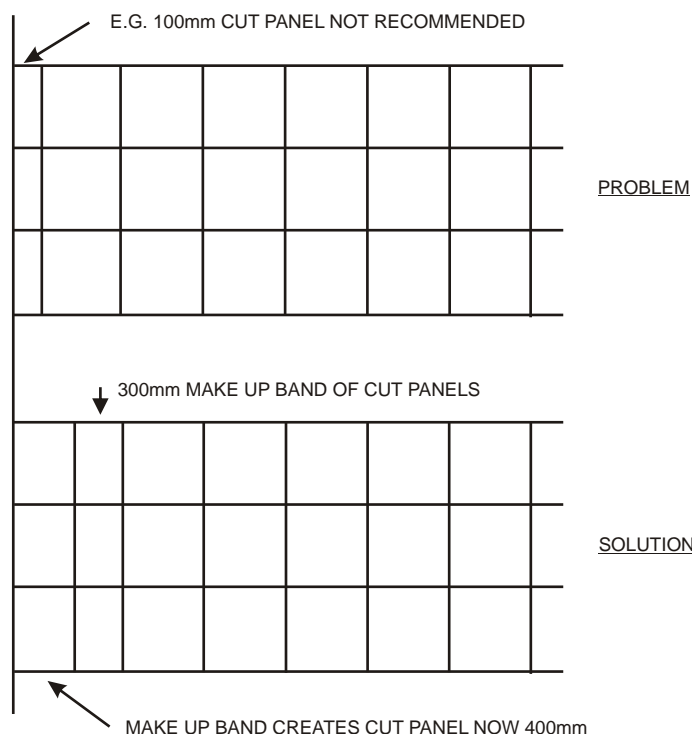 E.G. 100mm CUT PANEL NOT RECOMMENDED
PROBLEM
300mm MAKE UP BAND OF CUT PANELS
SOLUTION
MAKE UP BAND CREATES CUT PANEL NOW 400mm